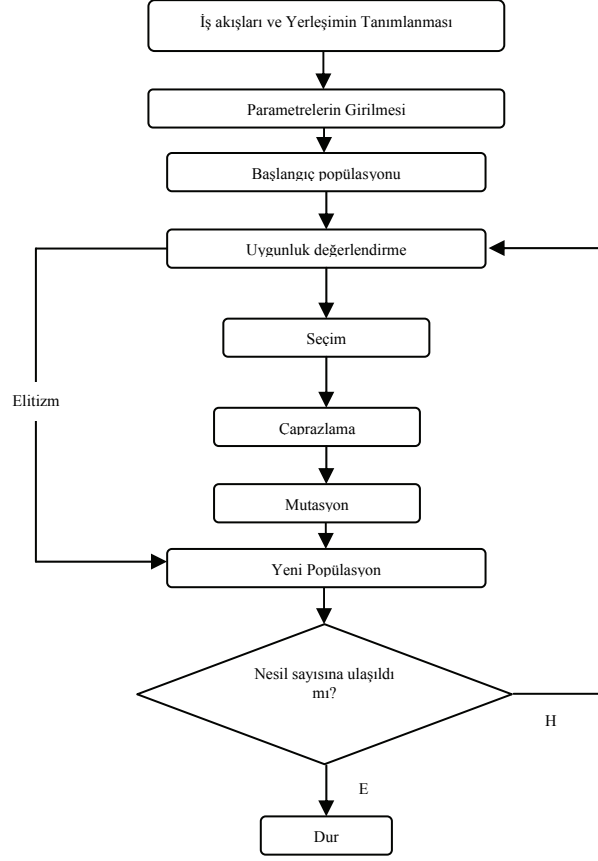 İş akışları ve Yerleşimin Tanımlanması
Parametrelerin Girilmesi
Başlangıç popülasyonu
Uygunluk değerlendirme
Seçim
Elitizm
Caprazlama
Mutasyon
Yeni Popülasyon
Nesil sayısına ulaşıldı
mı?
H
E
Dur